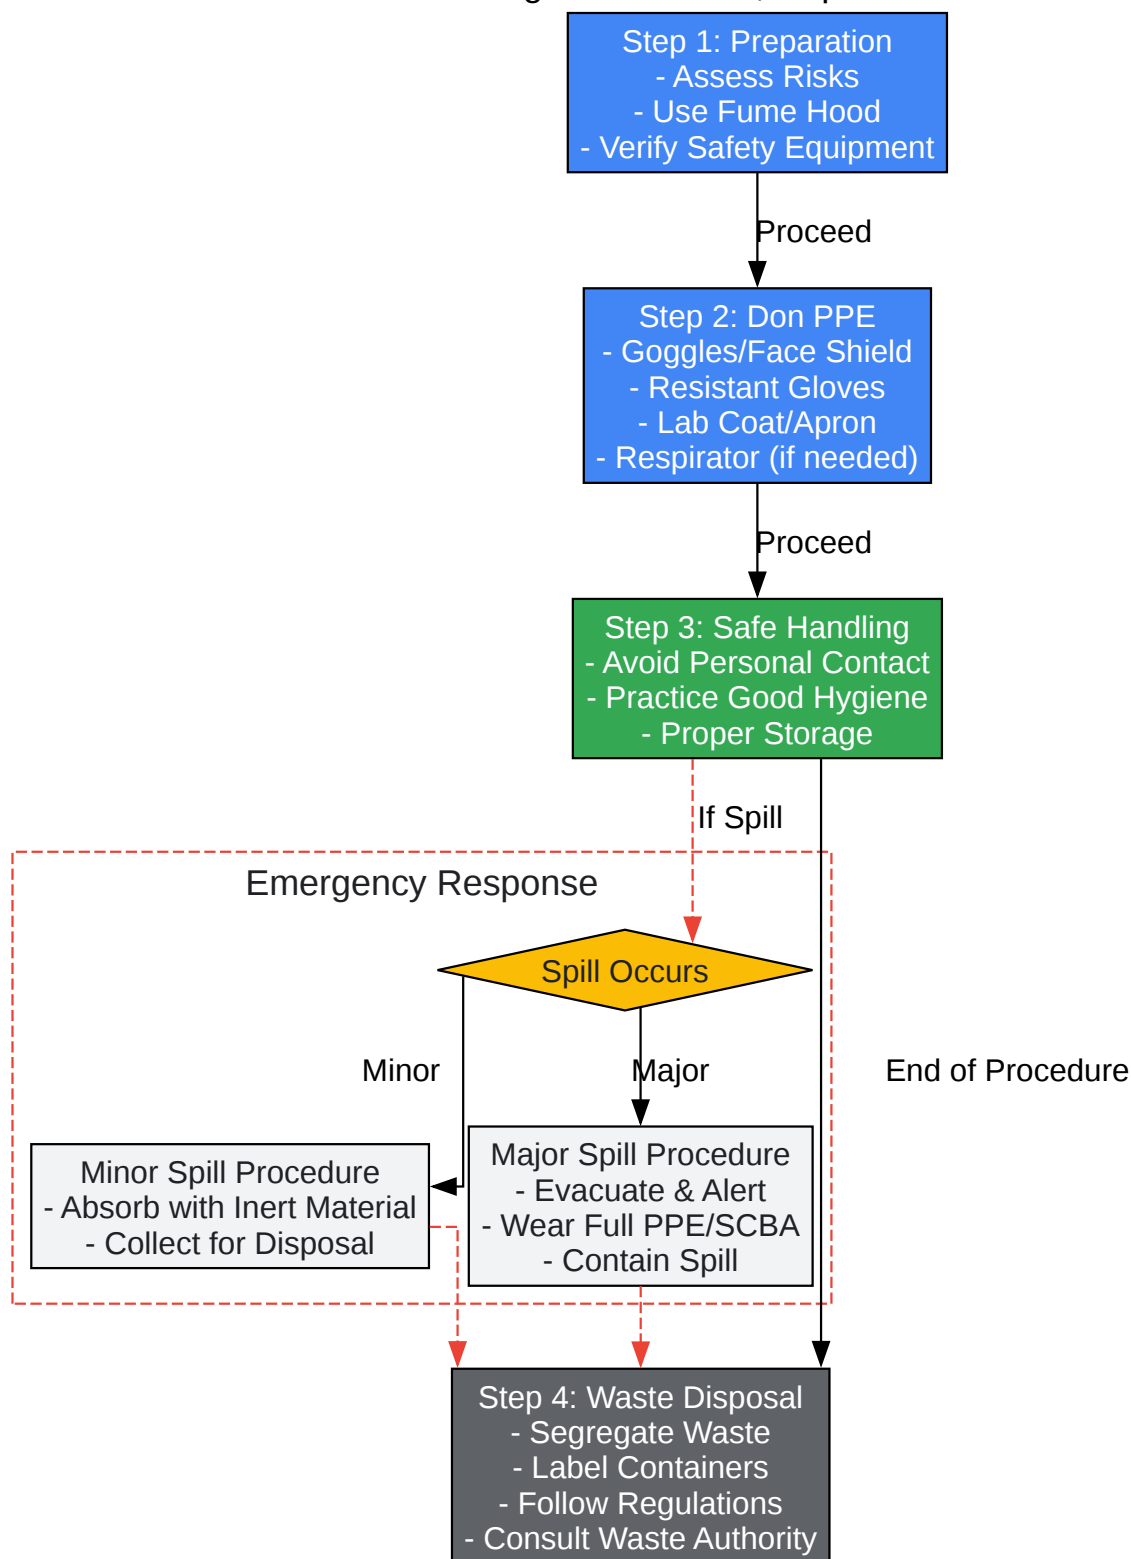 Step 1: Preparation
- Assess Risks
- Use Fume Hood
- Verify Safety Equipment
Proceed
Step 2: Don PPE
- Goggles/Face Shield
- Resistant Gloves
- Lab Coat/Apron
- Respirator (if needed)
Proceed
Step 3: Safe Handling
- Avoid Personal Contact
- Practice Good Hygiene
- Proper Storage
If Spill
Emergency Response
Spill Occurs
Minor
Major
End of Procedure
Minor Spill Procedure
- Absorb with Inert Material
- Collect for Disposal
Major Spill Procedure
- Evacuate & Alert
- Wear Full PPE/SCBA
- Contain Spill
Step 4: Waste Disposal
- Segregate Waste
- Label Containers
- Follow Regulations
- Consult Waste Authority